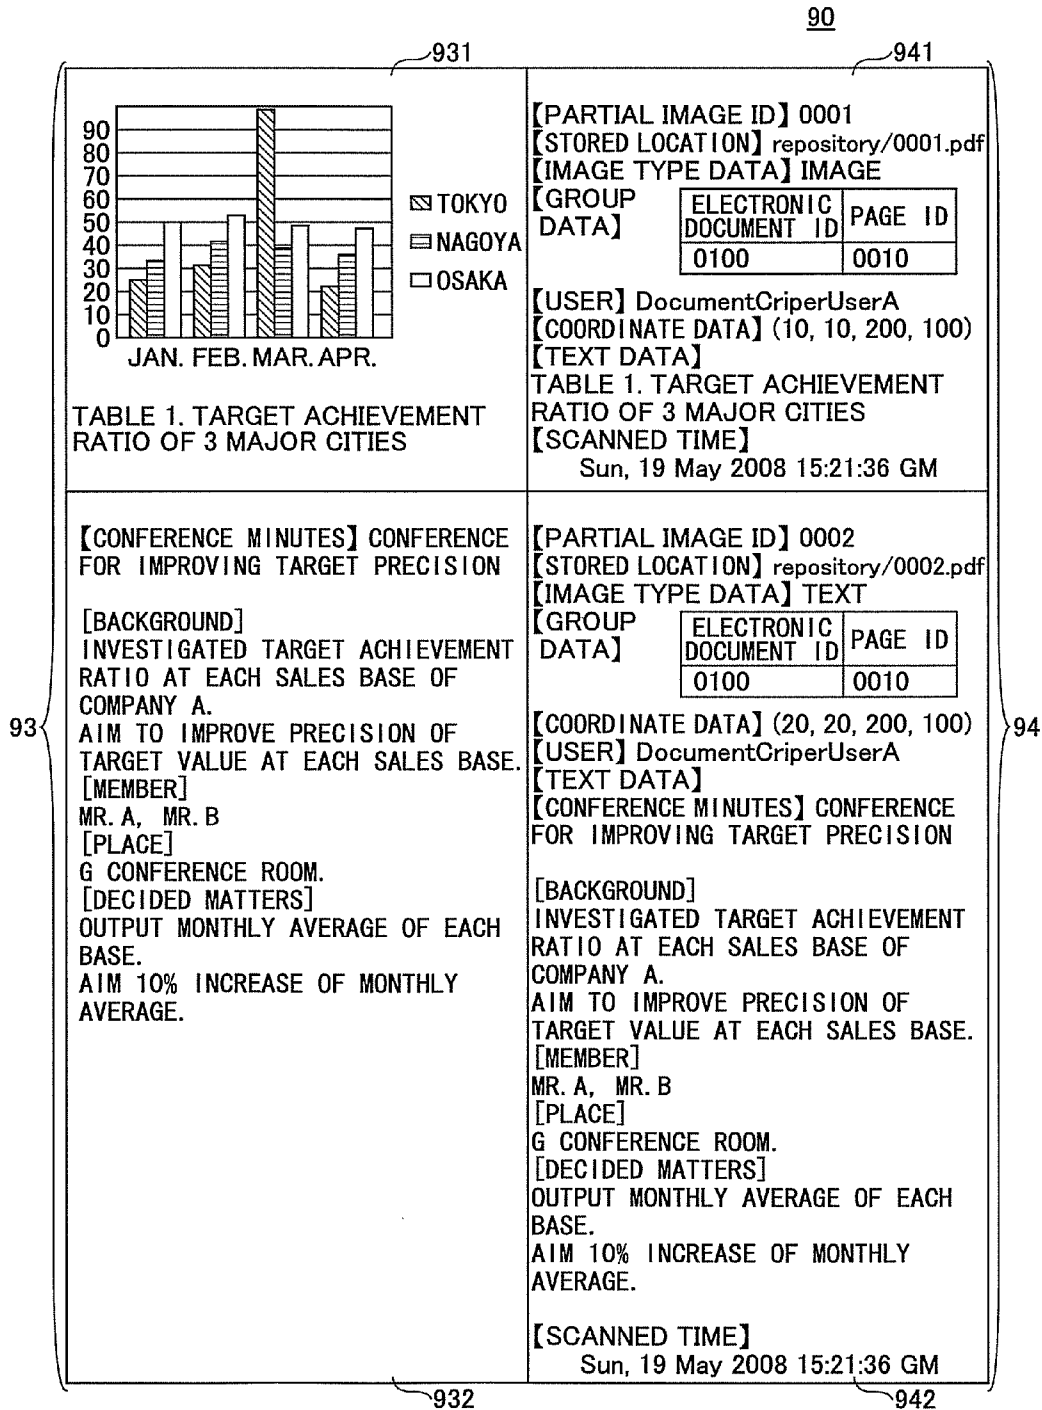 90
931
941
90
80
70
60
50
40
30
20
10
0
JAN. FEB. MAR. APR.
TOKYO
NAGOYA
OSAKA
TABLE 1. TARGET ACHIEVEMENT
RATIO OF 3 MAJOR CITIES
【PARTIAL IMAGE ID】 0001
【STORED LOCATION】 repository/0001.pdf
【IMAGE TYPE DATA】 IMAGE
【GROUP
DATA】
ELECTRONIC
DOCUMENT ID
PAGE ID
0100 0010
【USER】 DocumentCriperUserA
【COORDINATE DATA】 (10, 10, 200, 100)
【TEXT DATA】
TABLE 1. TARGET ACHIEVEMENT
RATIO OF 3 MAJOR CITIES
【SCANNED TIME】
Sun, 19 May 2008 15:21:36 GM
93
【CONFERENCE MINUTES】 CONFERENCE
FOR IMPROVING TARGET PRECISION
[BACKGROUND]
INVESTIGATED TARGET ACHIEVEMENT
RATIO AT EACH SALES BASE OF
COMPANY A.
AIM TO IMPROVE PRECISION OF
TARGET VALUE AT EACH SALES BASE.
[MEMBER]
MR. A, MR. B
[PLACE]
G CONFERENCE ROOM.
[DECIDED MATTERS]
OUTPUT MONTHLY AVERAGE OF EACH
BASE.
AIM 10% INCREASE OF MONTHLY
AVERAGE.
【PARTIAL IMAGE ID】 0002
【STORED LOCATION】 repository/0002.pdf
【IMAGE TYPE DATA】 TEXT
【GROUP
DATA】
ELECTRONIC
DOCUMENT ID
PAGE ID
0100 0010
【COORDINATE DATA】 (20, 20, 200, 100)
【USER】 DocumentCriperUserA
【TEXT DATA】
【CONFERENCE MINUTES】 CONFERENCE
FOR IMPROVING TARGET PRECISION
[BACKGROUND]
INVESTIGATED TARGET ACHIEVEMENT
RATIO AT EACH SALES BASE OF
COMPANY A.
AIM TO IMPROVE PRECISION OF
TARGET VALUE AT EACH SALES BASE.
[MEMBER]
MR. A, MR. B
[PLACE]
G CONFERENCE ROOM.
[DECIDED MATTERS]
OUTPUT MONTHLY AVERAGE OF EACH
BASE.
AIM 10% INCREASE OF MONTHLY
AVERAGE.
【SCANNED TIME】
Sun, 19 May 2008 15:21:36 GM
94
932
942